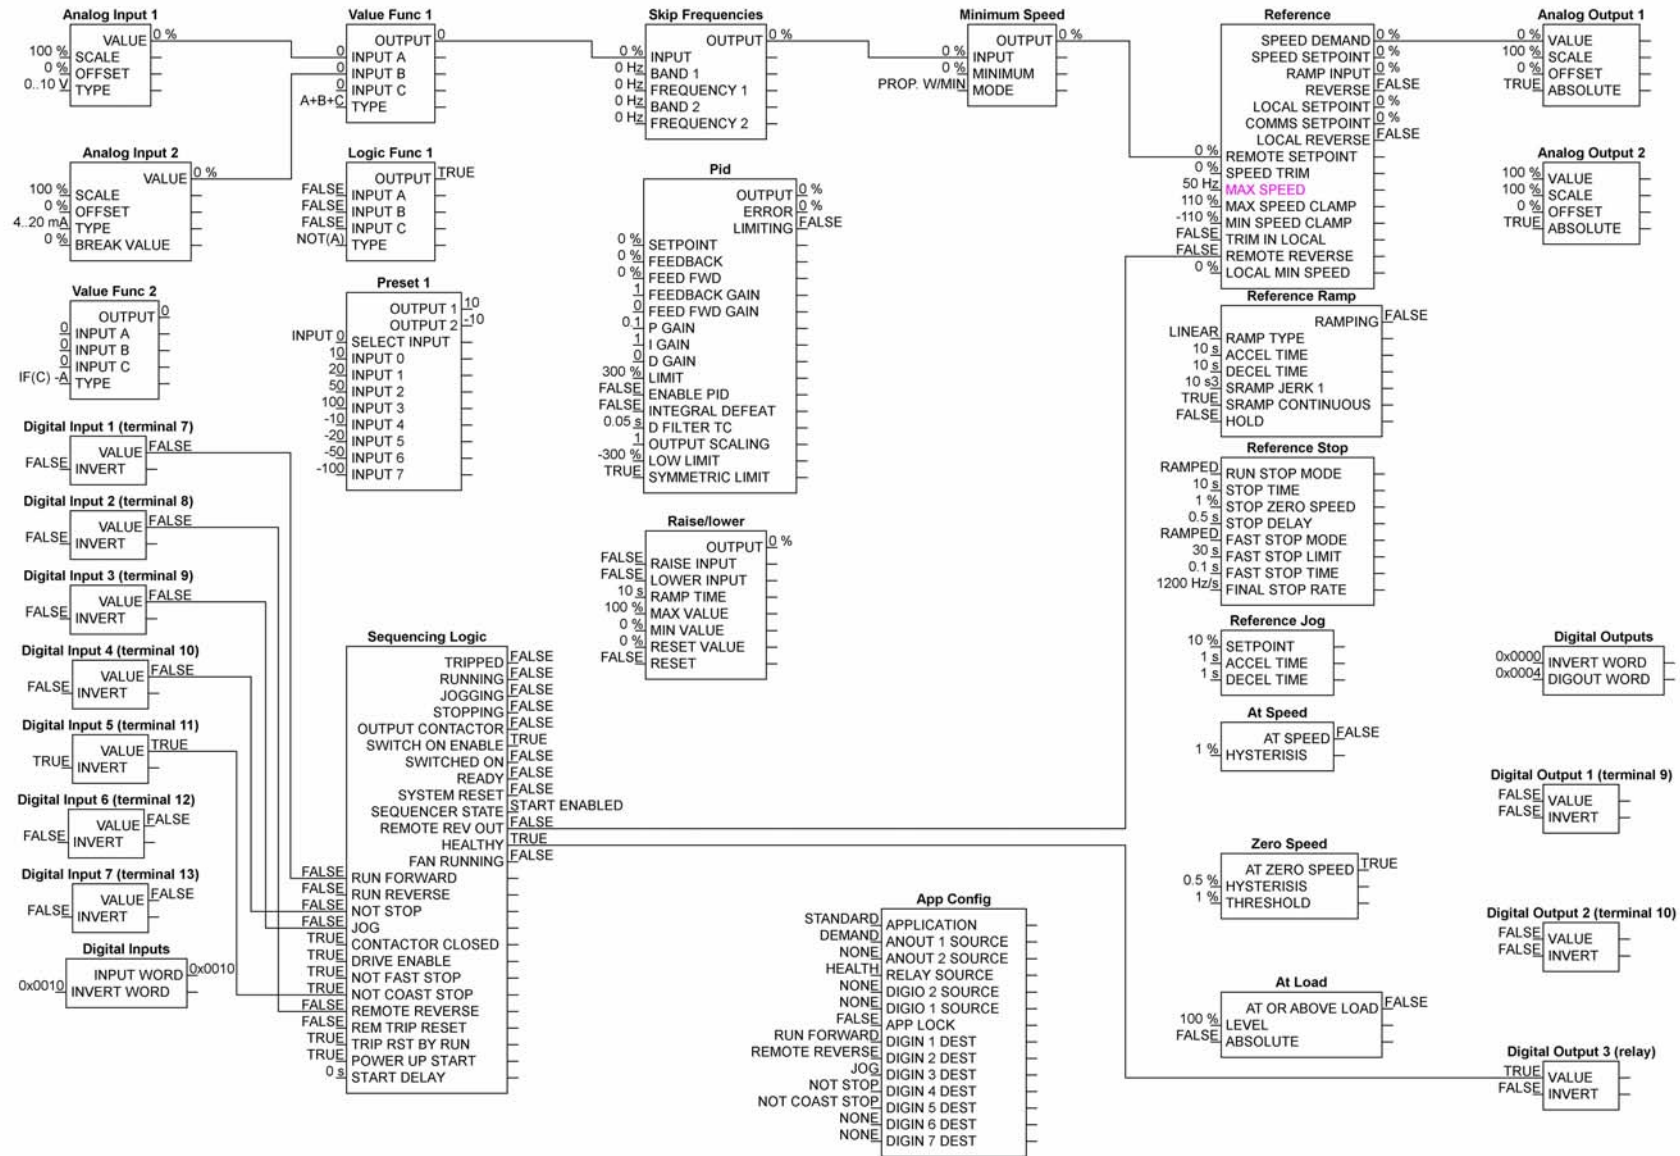 Analog Input 1
VALUE 0 %
100 % SCALE
0 % OFFSET
0..10 V TYPE
Analog Input 2
VALUE 0 %
100 % SCALE
0 % OFFSET
4..20 mA TYPE
0 % BREAK VALUE
Value Func 2
OUTPUT 0
0 INPUT A
0 INPUT B
0 INPUT C
IF(C) -A TYPE
Digital Input 1 (terminal 7)
VALUE FALSE
FALSE INVERT
Digital Input 2 (terminal 8)
VALUE FALSE
FALSE INVERT
Digital Input 3 (terminal 9)
VALUE FALSE
FALSE INVERT
Digital Input 4 (terminal 10)
VALUE FALSE
FALSE INVERT
Digital Input 5 (terminal 11)
VALUE TRUE
TRUE INVERT
Digital Input 6 (terminal 12)
VALUE FALSE
FALSE INVERT
Digital Input 7 (terminal 13)
VALUE FALSE
FALSE INVERT
Digital Inputs
INPUT WORD 0x0010
0x0010 INVERT WORD
Value Func 1
OUTPUT 0
0 INPUT A
0 INPUT B
0 INPUT C
A+B+C TYPE
Logic Func 1
OUTPUT TRUE
FALSE INPUT A
FALSE INPUT B
FALSE INPUT C
NOT(A) TYPE
Preset 1
OUTPUT 1 10
OUTPUT 2 -10
INPUT 0 SELECT INPUT
10 INPUT 0
20 INPUT 1
50 INPUT 2
100 INPUT 3
-10 INPUT 4
-20 INPUT 5
-50 INPUT 6
-100 INPUT 7
Sequencing Logic
TRIPPED FALSE
RUNNING FALSE
JOGGING FALSE
STOPPING FALSE
OUTPUT CONTACTOR FALSE
SWITCH ON ENABLE TRUE
SWITCHED ON FALSE
READY FALSE
SYSTEM RESET FALSE
SEQUENCER STATE START ENABLED
REMOTE REV OUT FALSE
HEALTHY TRUE
FAN RUNNING FALSE
FALSE RUN FORWARD
FALSE RUN REVERSE
FALSE NOT STOP
FALSE JOG
TRUE CONTACTOR CLOSED
TRUE DRIVE ENABLE
TRUE NOT FAST STOP
TRUE NOT COAST STOP
FALSE REMOTE REVERSE
FALSE REM TRIP RESET
TRUE TRIP RST BY RUN
TRUE POWER UP START
0 s START DELAY
Skip Frequencies
OUTPUT 0 %
0 % INPUT
0 Hz BAND 1
0 Hz FREQUENCY 1
0 Hz BAND 2
0 Hz FREQUENCY 2
Pid
OUTPUT 0 %
ERROR 0 %
LIMITING FALSE
0 % SETPOINT
0 % FEEDBACK
0 % FEED FWD
1 FEEDBACK GAIN
0 FEED FWD GAIN
0.1 P GAIN
1 I GAIN
0 D GAIN
300 % LIMIT
FALSE ENABLE PID
FALSE INTEGRAL DEFEAT
0.05 s D FILTER TC
1 OUTPUT SCALING
-300 % LOW LIMIT
TRUE SYMMETRIC LIMIT
Raise/lower
OUTPUT 0 %
FALSE RAISE INPUT
FALSE LOWER INPUT
10 s RAMP TIME
100 % MAX VALUE
0 % MIN VALUE
0 % RESET VALUE
FALSE RESET
App Config
STANDARD APPLICATION
DEMAND ANOUT 1 SOURCE
NONE ANOUT 2 SOURCE
HEALTH RELAY SOURCE
NONE DIGIO 2 SOURCE
NONE DIGIO 1 SOURCE
FALSE APP LOCK
RUN FORWARD DIGIN 1 DEST
REMOTE REVERSE DIGIN 2 DEST
JOG DIGIN 3 DEST
NOT STOP DIGIN 4 DEST
NOT COAST STOP DIGIN 5 DEST
NONE DIGIN 6 DEST
NONE DIGIN 7 DEST
Minimum Speed
OUTPUT 0 %
0 % INPUT
0 % MINIMUM
PROP. W/MIN MODE
Reference
SPEED DEMAND 0 %
SPEED SETPOINT 0 %
RAMP INPUT 0 %
REVERSE FALSE
LOCAL SETPOINT 0 %
COMMS SETPOINT 0 %
LOCAL REVERSE FALSE
0 % REMOTE SETPOINT
0 % SPEED TRIM
50 Hz MAX SPEED
110 % MAX SPEED CLAMP
-110 % MIN SPEED CLAMP
FALSE TRIM IN LOCAL
FALSE REMOTE REVERSE
0 % LOCAL MIN SPEED
Reference Ramp
RAMPING FALSE
LINEAR RAMP TYPE
10 s ACCEL TIME
10 s DECEL TIME
10 s3 SRAMP JERK 1
TRUE SRAMP CONTINUOUS
FALSE HOLD
Reference Stop
RAMPED RUN STOP MODE
10 s STOP TIME
1 % STOP ZERO SPEED
0.5 s STOP DELAY
RAMPED FAST STOP MODE
30 s FAST STOP LIMIT
0.1 s FAST STOP TIME
1200 Hz/s FINAL STOP RATE
Reference Jog
10 % SETPOINT
1 s ACCEL TIME
1 s DECEL TIME
At Speed
AT SPEED FALSE
1 % HYSTERISIS
Zero Speed
AT ZERO SPEED TRUE
0.5 % HYSTERISIS
1 % THRESHOLD
At Load
AT OR ABOVE LOAD FALSE
100 % LEVEL
FALSE ABSOLUTE
Analog Output 1
0 % VALUE
100 % SCALE
0 % OFFSET
TRUE ABSOLUTE
Analog Output 2
100 % VALUE
100 % SCALE
0 % OFFSET
TRUE ABSOLUTE
Digital Outputs
0x0000 INVERT WORD
0x0004 DIGOUT WORD
Digital Output 1 (terminal 9)
FALSE VALUE
FALSE INVERT
Digital Output 2 (terminal 10)
FALSE VALUE
FALSE INVERT
Digital Output 3 (relay)
TRUE VALUE
FALSE INVERT